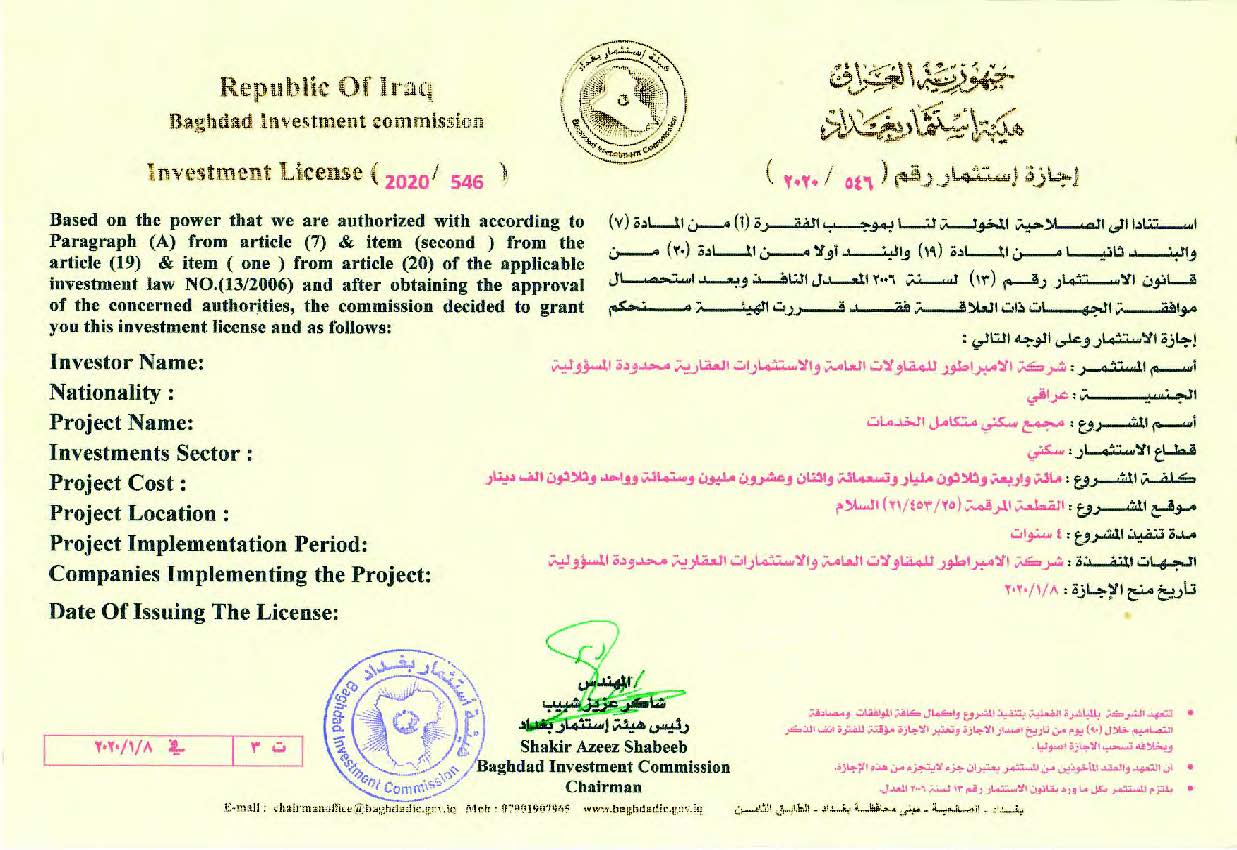 Republic Of Iraq
Baghdad Investment commission
Investment License ( 2020/ 546 )
هيئة إستثمار بغداد
Baghdad Investment Commission
جمهورية العراق
هيئة أستثمار بغداد
إجازة إستثمار رقم ( ٥٤٦ / ٢٠٢٠ )
Based on the power that we are authorized with according to
Paragraph (A) from article (7) & item (second ) from the
article (19) & item ( one ) from article (20) of the applicable
investment law NO.(13/2006) and after obtaining the approval
of the concerned authorities, the commission decided to grant
you this investment license and as follows:
Investor Name:
Nationality :
Project Name:
Investments Sector :
Project Cost :
Project Location :
Project Implementation Period:
Companies Implementing the Project:
Date Of Issuing The License:
استنادا الى الصلاحية المخولة لنا بموجب الفقرة (أ) من المادة (٧)
والبند ثانيا من المادة (١٩) والبند أولا من المادة (٢٠) من
قانون الاستثمار رقم (١٣) لسنة ٢٠٠٦ المعدل النافذ وبعد استحصال
موافقة الجهات ذات العلاقة فقد قررت الهيئة منحكم
إجازة الاستثمار وعلى الوجه التالي :
أسم المستثمر : شركة الامبراطور للمقاولات العامة والاستثمارات العقارية محدودة المسؤولية
الجنسية : عراقي
أسم المشروع : مجمع سكني متكامل الخدمات
قطاع الاستثمار : سكني
كلفة المشروع : مائة واربعة وثلاثون مليار وتسعمائة واثنان وعشرون مليون وستمائة وواحد وثلاثون الف دينار
موقع المشروع : القطعة المرقمة (٢١/٤٥٣/٢٥) السلام
مدة تنفيذ المشروع : ٤ سنوات
الجهات المنفذة : شركة الامبراطور للمقاولات العامة والاستثمارات العقارية محدودة المسؤولية
تأريخ منح الإجازة : ٢٠٢٠/١/٨
المهندس
شاكر عزيز شبيب
رئيس هيئة إستثمار بغداد
Shakir Azeez Shabeeb
Baghdad Investment Commission
Chairman
هيئة أستثمار بغداد
Baghdad Investment Commission
ت ٣ في ٢٠٢٠/١/٨
• تتعهد الشركة بالمباشرة الفعلية بتنفيذ المشروع واكمال كافة الموافقات ومصادقة
التصاميم خلال (٩٠) يوم من تاريخ اصدار الاجازة وتعتبر الاجازة مؤقتة للفترة انف الذكر
وبخلافه تسحب الاجازة اصوليا .
• ان التعهد والعقد المأخوذين من المستثمر يعتبران جزء لايتجزء من هذه الإجازة.
• يلتزم المستثمر بكل ما ورد بقانون الاستثمار رقم ١٣ لسنة ٢٠٠٦ المعدل.
E-mail : chairmanoffice@baghdadic.gov.iq Mob : 07901907965 www.baghdadic.gov.iq بغداد - الصالحية - مبنى محافظة بغداد - الطابق الثامن